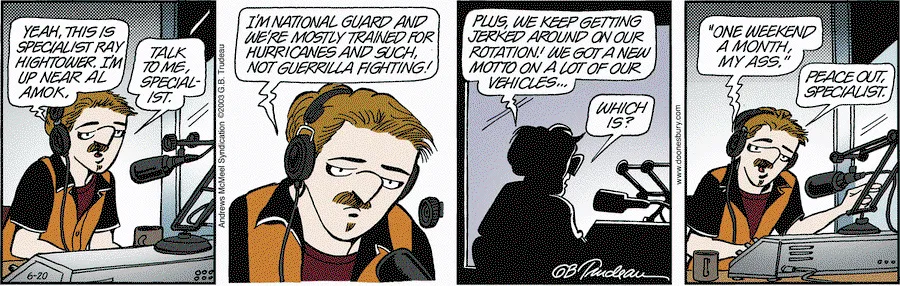 YEAH, THIS IS
SPECIALIST RAY
HIGHTOWER. I'M
UP NEAR AL
AMOK,
TALK
TO ME,
SPECIAL-
IST.
6-20
Andrews McMeel Syndication ©2003 G.B. Trudeau
I'M NATIONAL GUARD AND
WE'RE MOSTLY TRAINED FOR
HURRICANES AND SUCH,
NOT GUERRILLA FIGHTING!
PLUS, WE KEEP GETTING
JERKED AROUND ON OUR
ROTATION! WE GOT A NEW
MOTTO ON A LOT OF OUR
VEHICLES...
WHICH
IS?
GB Trudeau
www.doonesbury.com
"ONE WEEKEND
A MONTH,
MY ASS."
PEACE OUT,
SPECIALIST.